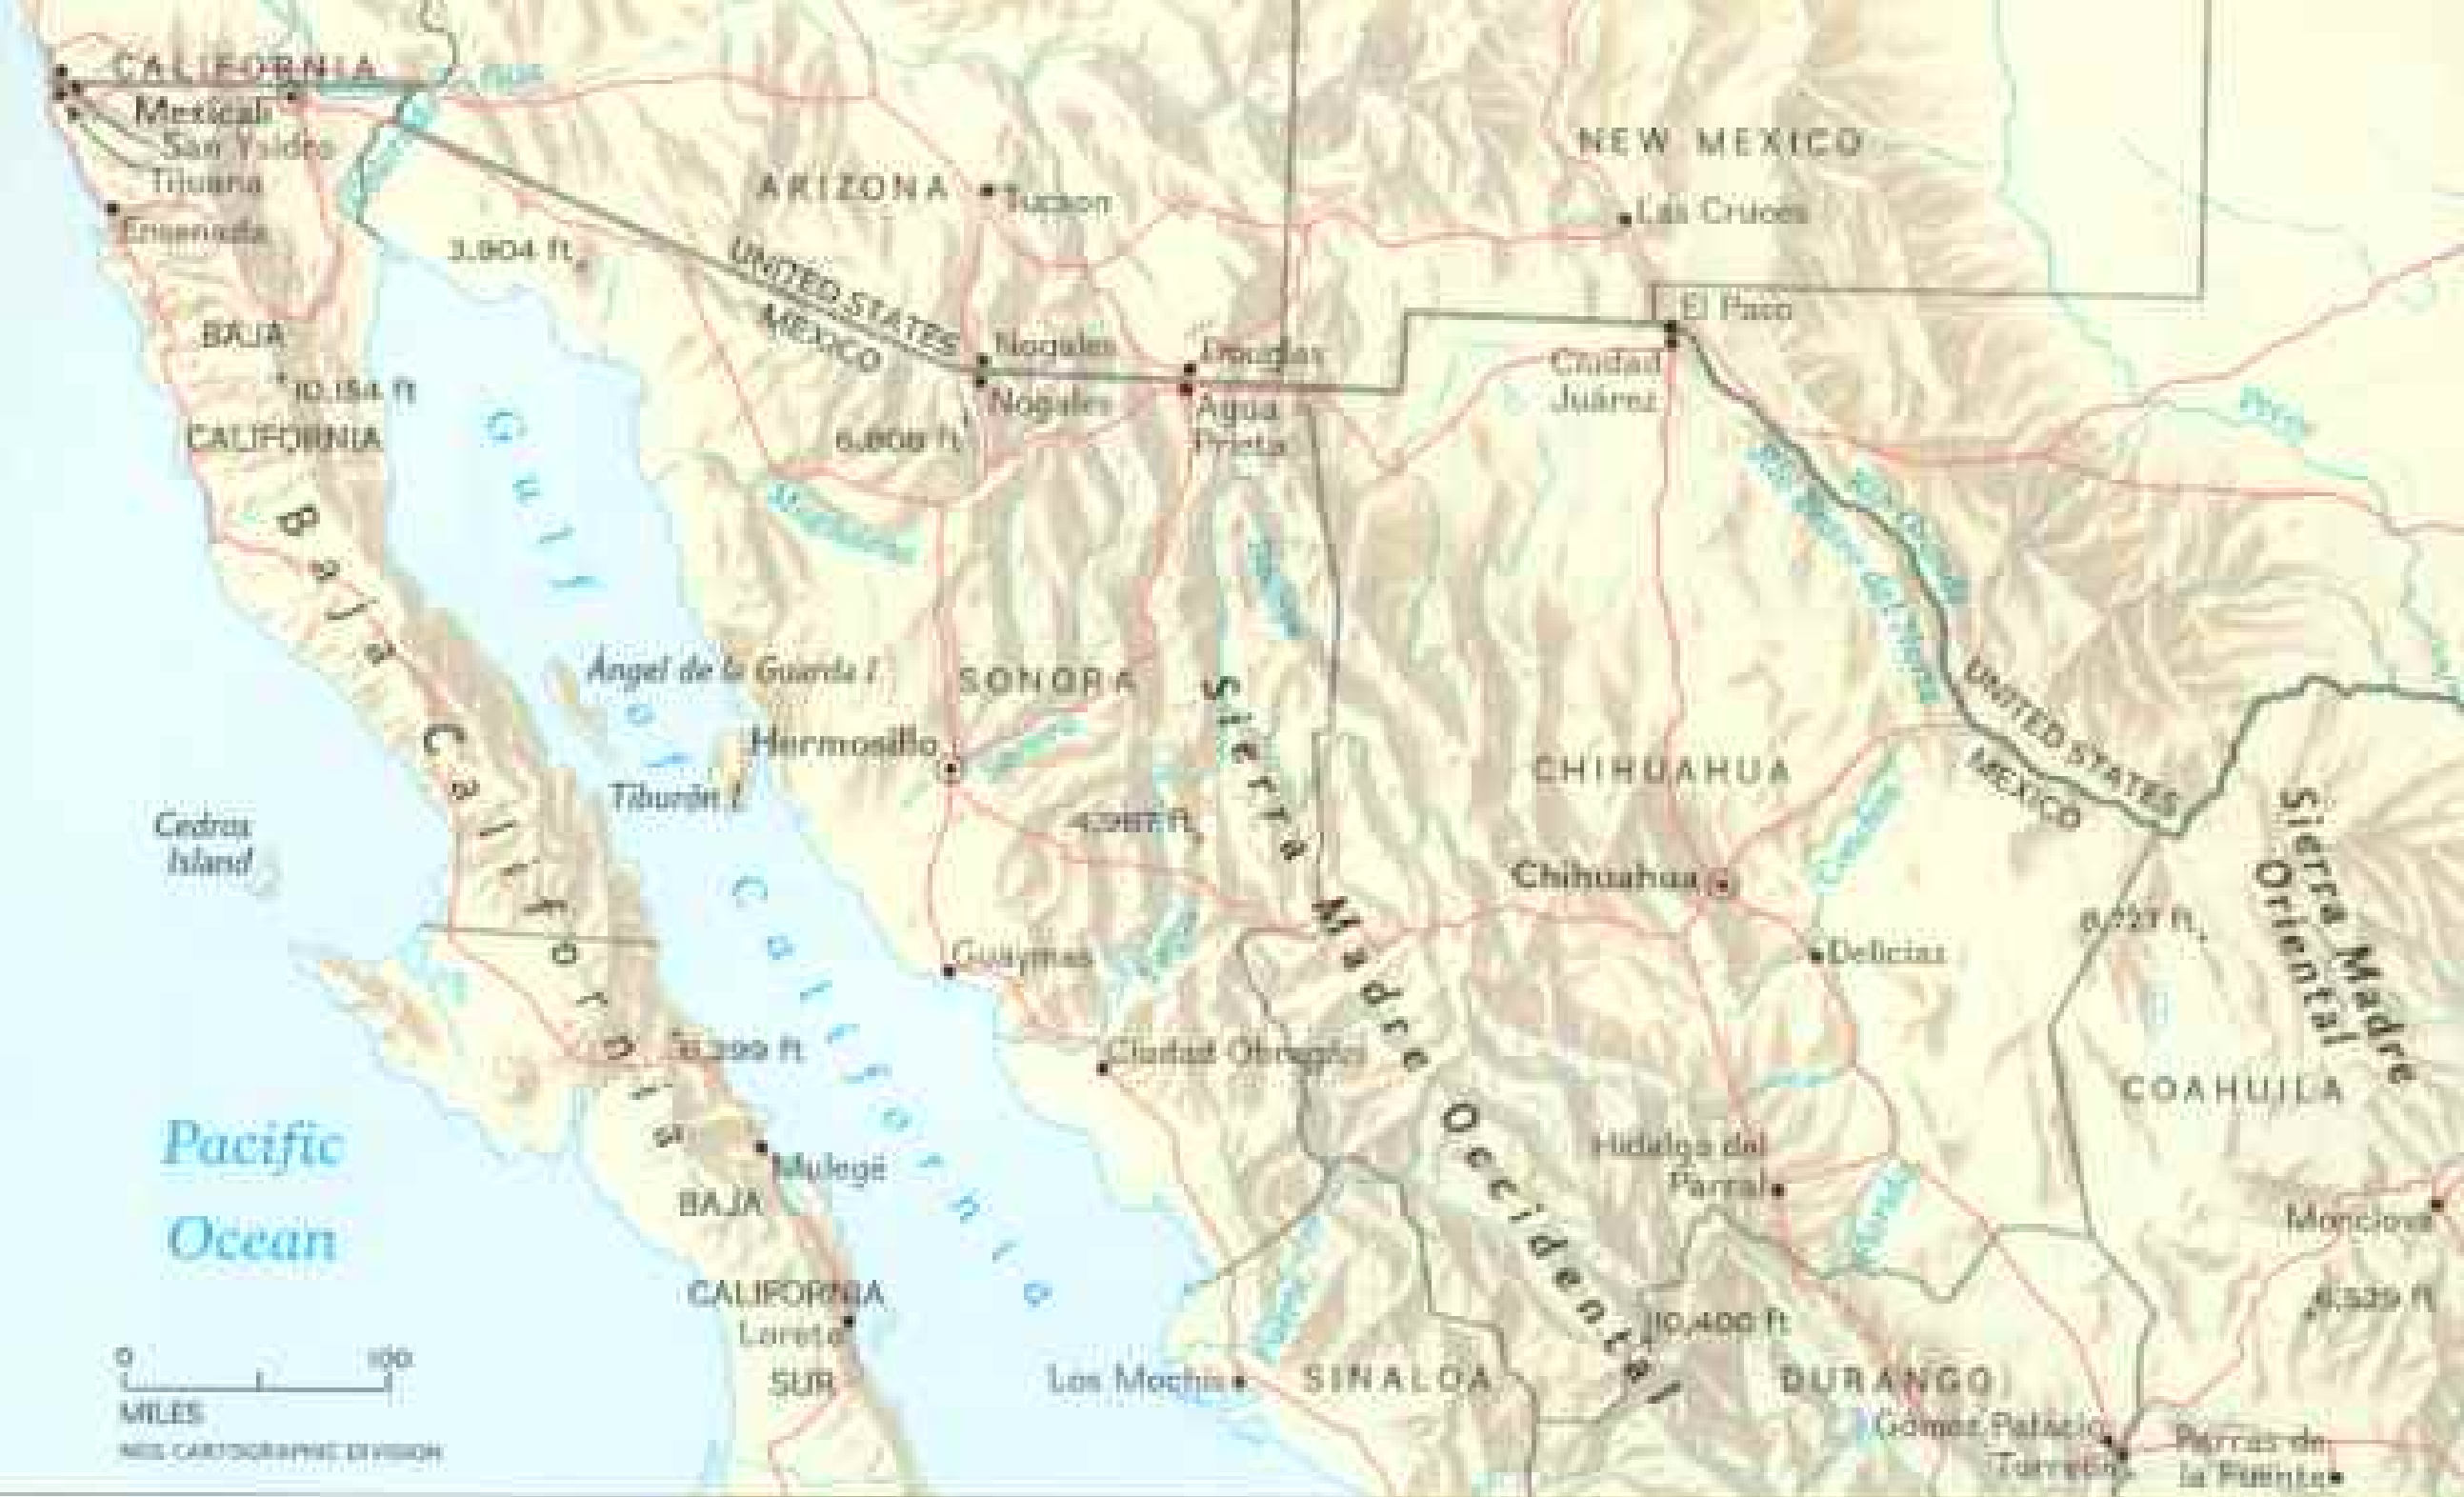 CALIFORNIA
Mexicali
San Ysidro
Tijuana
Ensenada
ARIZONA
Tucson
NEW MEXICO
Las Cruces
3,904 ft
UNITED STATES
MEXICO
El Paso
Ciudad
Juárez
Nogales
Nogales
Douglas
Agua
Prieta
BAJA
10,154 ft
CALIFORNIA
Gulf of California
Baja California
Ángel de la Guarda I.
SONORA
Hermosillo
Tiburón I.
Cedros
Island
Sierra Madre Occidental
CHIHUAHUA
Chihuahua
UNITED STATES
MEXICO
Sierra Madre
Oriental
Delicias
Guaymas
Ciudad Obregón
COAHUILA
Pacific
Ocean
Mulegé
BAJA
CALIFORNIA
Loreto
SUR
Hidalgo del
Parral
Monclova
10,400 ft
6,529 ft
Los Mochis
SINALOA
DURANGO
Gómez Palacio
Torreón
Parras de
la Fuente
0 100
MILES
NGS CARTOGRAPHIC DIVISION